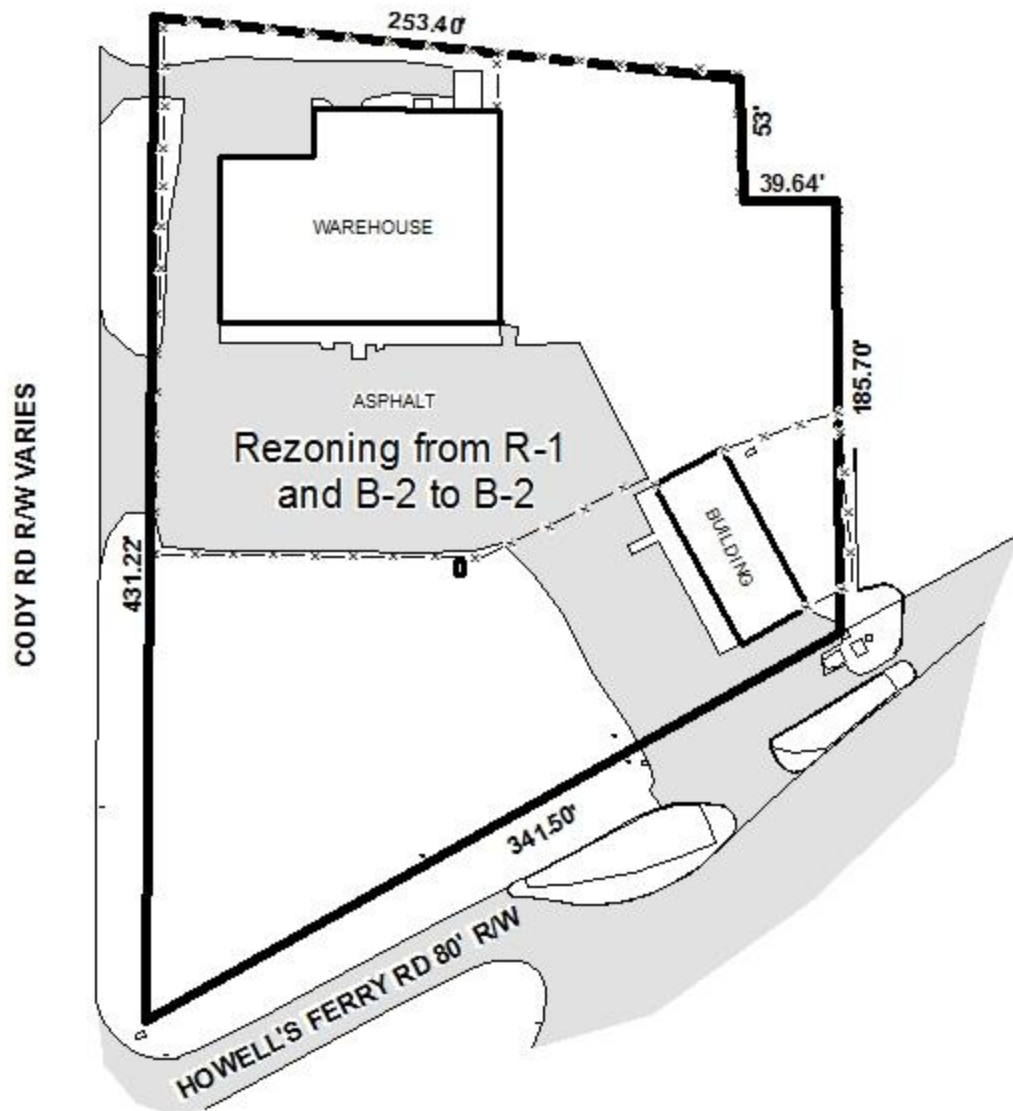 253.40'
53'
39.64'
WAREHOUSE
185.70'
CODY RD R/W VARIES
ASPHALT
Rezoning from R-1
and B-2 to B-2
BUILDING
431.22'
341.50'
HOWELL'S FERRY RD 80' R/W